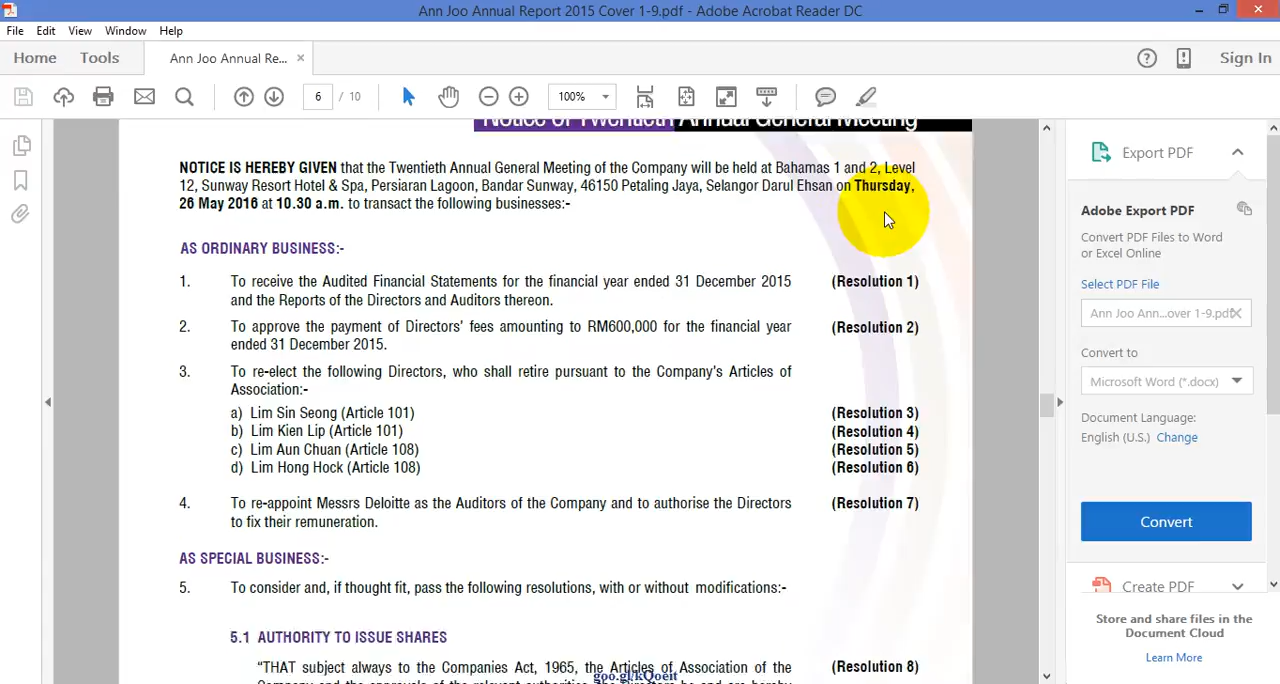 Ann Joo Annual Report 2015 Cover 1-9.pdf - Adobe Acrobat Reader DC
File Edit View Window Help
Home Tools Ann Joo Annual Re... × Sign In
6 / 10 100%
Notice of Twentieth Annual General Meeting
NOTICE IS HEREBY GIVEN that the Twentieth Annual General Meeting of the Company will be held at Bahamas 1 and 2, Level
12, Sunway Resort Hotel & Spa, Persiaran Lagoon, Bandar Sunway, 46150 Petaling Jaya, Selangor Darul Ehsan on Thursday,
26 May 2016 at 10.30 a.m. to transact the following businesses:-
AS ORDINARY BUSINESS:-
1. To receive the Audited Financial Statements for the financial year ended 31 December 2015 (Resolution 1)
and the Reports of the Directors and Auditors thereon.
2. To approve the payment of Directors' fees amounting to RM600,000 for the financial year (Resolution 2)
ended 31 December 2015.
3. To re-elect the following Directors, who shall retire pursuant to the Company's Articles of
Association:-
a) Lim Sin Seong (Article 101) (Resolution 3)
b) Lim Kien Lip (Article 101) (Resolution 4)
c) Lim Aun Chuan (Article 108) (Resolution 5)
d) Lim Hong Hock (Article 108) (Resolution 6)
4. To re-appoint Messrs Deloitte as the Auditors of the Company and to authorise the Directors (Resolution 7)
to fix their remuneration.
AS SPECIAL BUSINESS:-
5. To consider and, if thought fit, pass the following resolutions, with or without modifications:-
5.1 AUTHORITY TO ISSUE SHARES
"THAT subject always to the Companies Act, 1965, the Articles of Association of the (Resolution 8)
goo.gl/kQoeit
Export PDF
Adobe Export PDF
Convert PDF Files to Word
or Excel Online
Select PDF File
Ann Joo Ann...over 1-9.pdf
Convert to
Microsoft Word (*.docx)
Document Language:
English (U.S.) Change
Convert
Create PDF
Store and share files in the
Document Cloud
Learn More